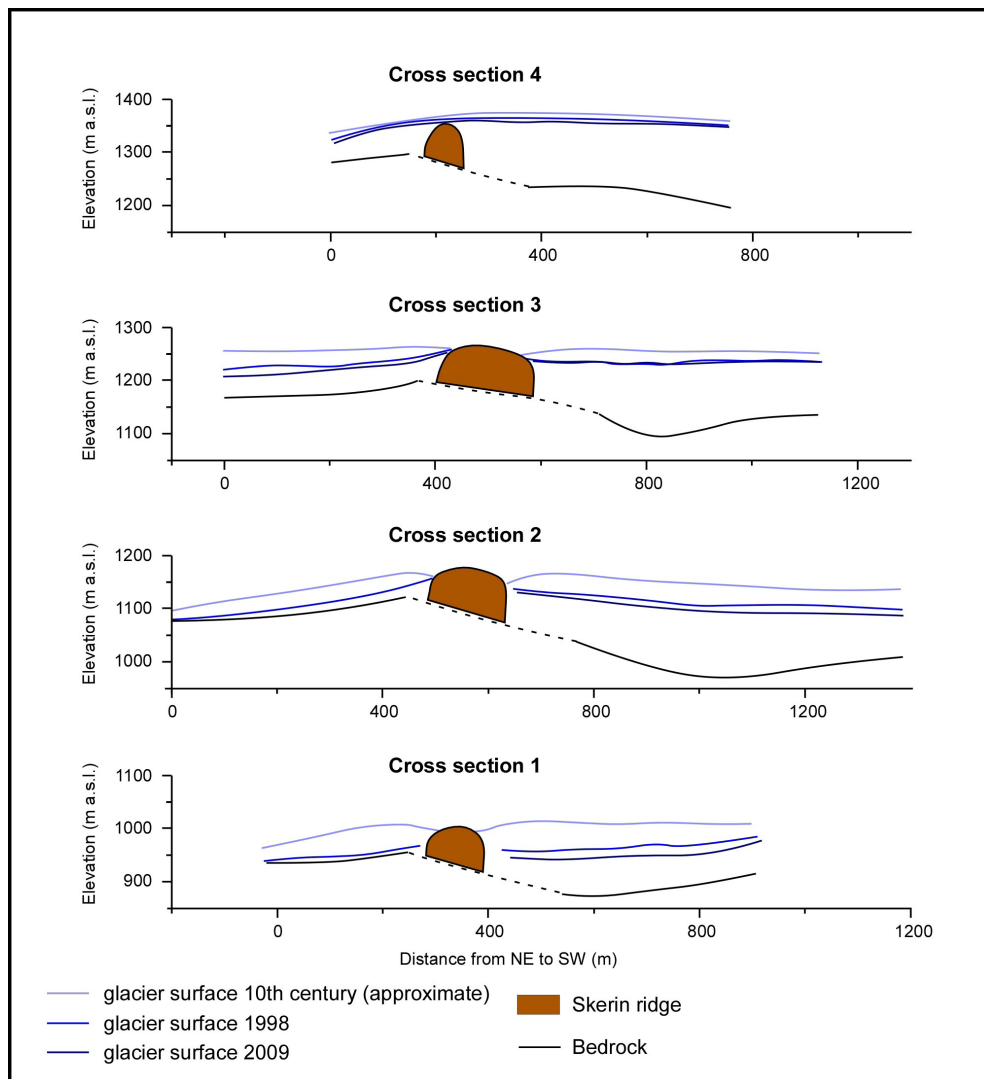 Cross section 4
Elevation (m a.s.l.)
1400
1300
1200
0 400 800
Cross section 3
Elevation (m a.s.l.)
1300
1200
1100
0 400 800 1200
Cross section 2
Elevation (m a.s.l.)
1200
1100
1000
0 400 800 1200
Cross section 1
Elevation (m a.s.l.)
1100
1000
900
0 400 800 1200
Distance from NE to SW (m)
glacier surface 10th century (approximate)
glacier surface 1998
glacier surface 2009
Skerin ridge
Bedrock